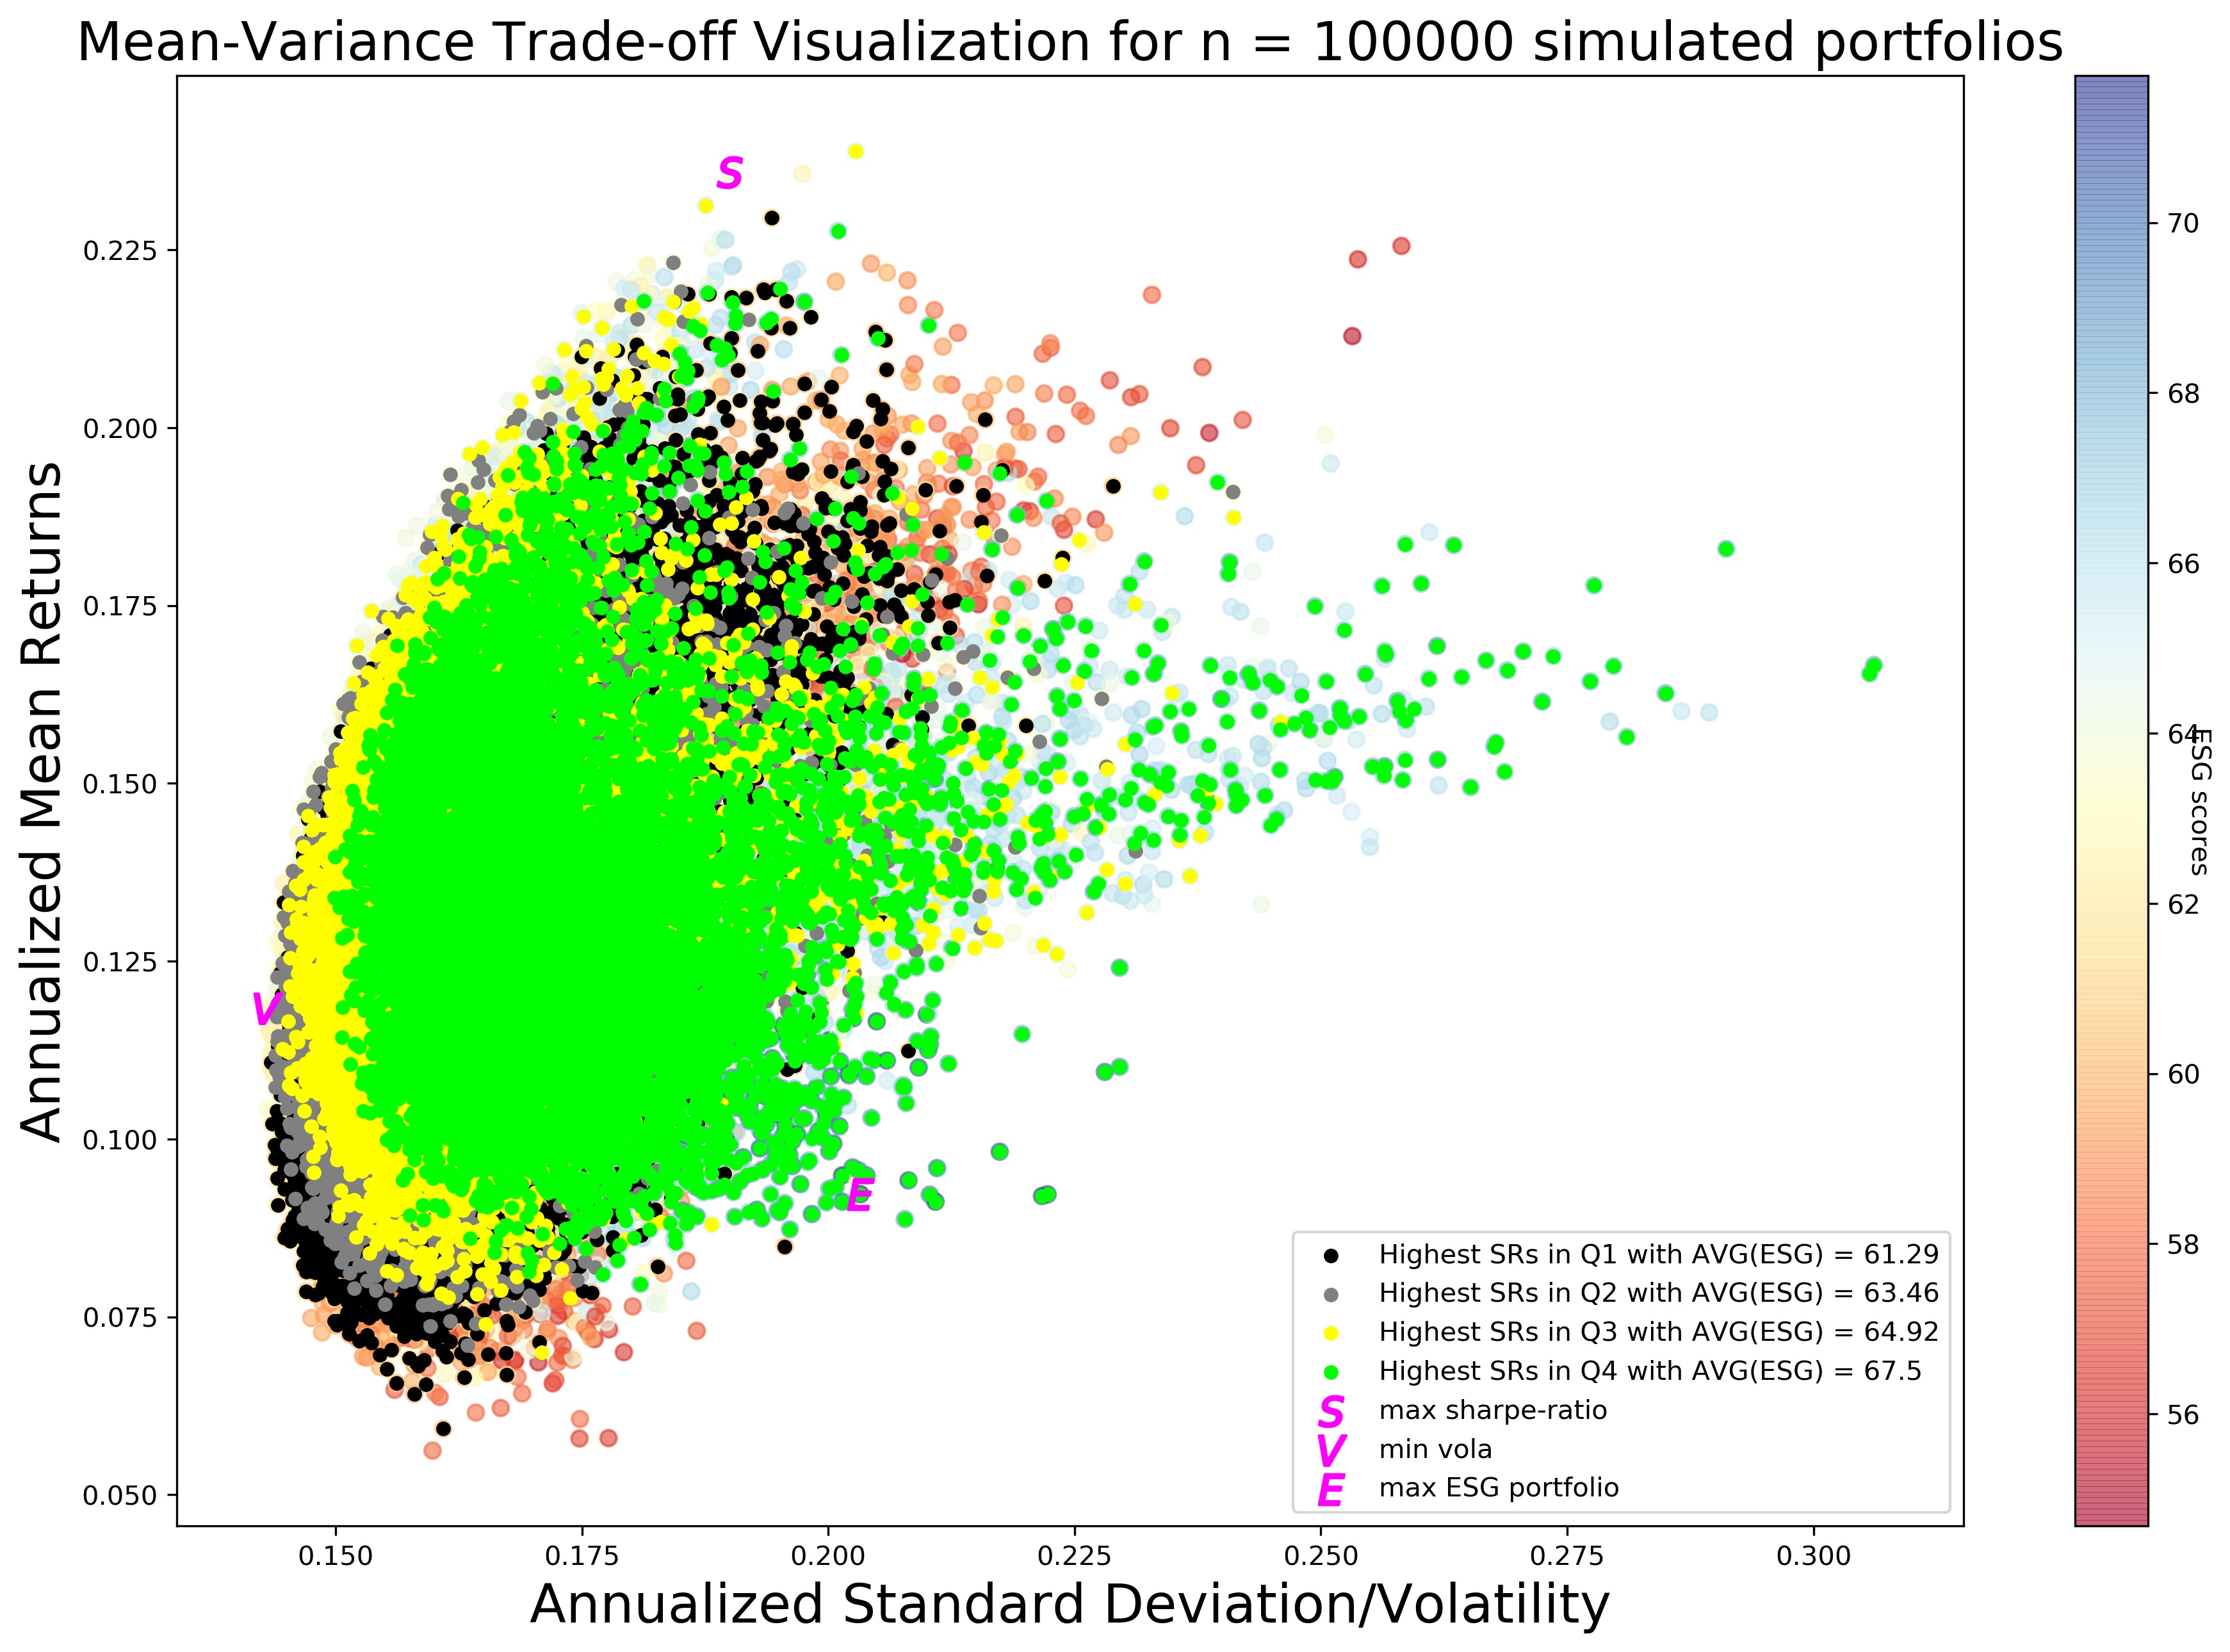 Mean-Variance Trade-off Visualization for n = 100000 simulated portfolios
Annualized Mean Returns
0.225
0.200
0.175
0.150
0.125
0.100
0.075
0.050
S
V
E
Highest SRs in Q1 with AVG(ESG) = 61.29
Highest SRs in Q2 with AVG(ESG) = 63.46
Highest SRs in Q3 with AVG(ESG) = 64.92
Highest SRs in Q4 with AVG(ESG) = 67.5
S max sharpe-ratio
V min vola
E max ESG portfolio
0.150 0.175 0.200 0.225 0.250 0.275 0.300
Annualized Standard Deviation/Volatility
70
68
66
64
62
60
58
56
ESG scores